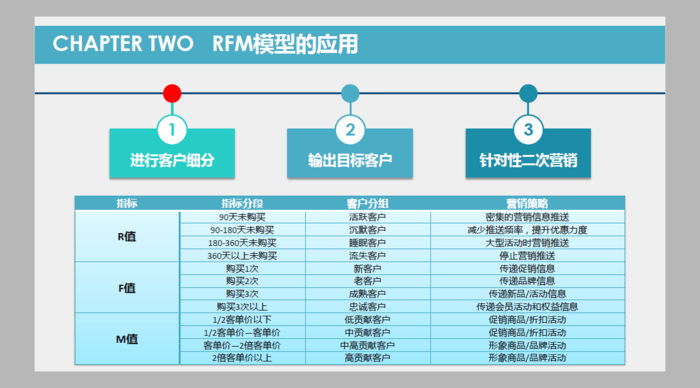 CHAPTER TWO RFM模型的应用
1
2
3
进行客户细分
输出目标客户
针对性二次营销
指标 指标分段 客户分组 营销策略
R值
90天未购买 活跃客户 密集的营销信息推送
90-180天未购买 沉默客户 减少推送频率，提升优惠力度
180-360天未购买 睡眠客户 大型活动时营销推送
360天以上未购买 流失客户 停止营销推送
F值
购买1次 新客户 传递促销信息
购买2次 老客户 传递品牌信息
购买3次 成熟客户 传递新品/活动信息
购买3次以上 忠诚客户 传递会员活动和权益信息
M值
1/2客单价以下 低贡献客户 促销商品/折扣活动
1/2客单价—客单价 中贡献客户 促销商品/折扣活动
客单价—2倍客单价 中高贡献客户 形象商品/品牌活动
2倍客单价以上 高贡献客户 形象商品/品牌活动